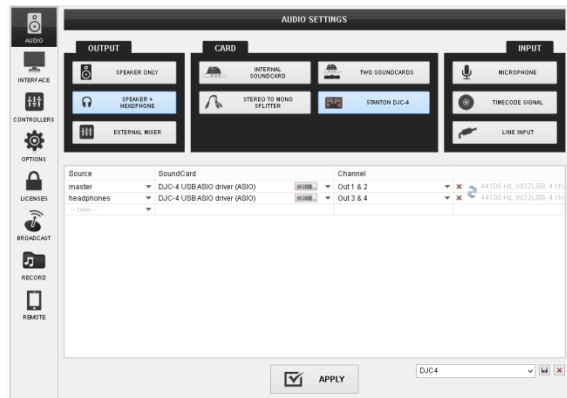 AUDIO SETTINGS
AUDIO
INTERFACE
CONTROLLERS
OPTIONS
LICENSES
BROADCAST
RECORD
REMOTE
OUTPUT
SPEAKER ONLY
SPEAKER +
HEADPHONE
EXTERNAL MIXER
CARD
INTERNAL
SOUNDCARD
TWO SOUNDCARDS
STEREO TO MONO
SPLITTER
STANTON DJC-4
INPUT
MICROPHONE
TIMECODE SIGNAL
LINE INPUT
Source SoundCard Channel
master DJC-4 USB ASIO driver (ASIO) Out 1 & 2 44100 Hz, Int32LSB, 4 cha
headphones DJC-4 USB ASIO driver (ASIO) Out 3 & 4 44100 Hz, Int32LSB, 4 cha
-- new --
APPLY
DJC4